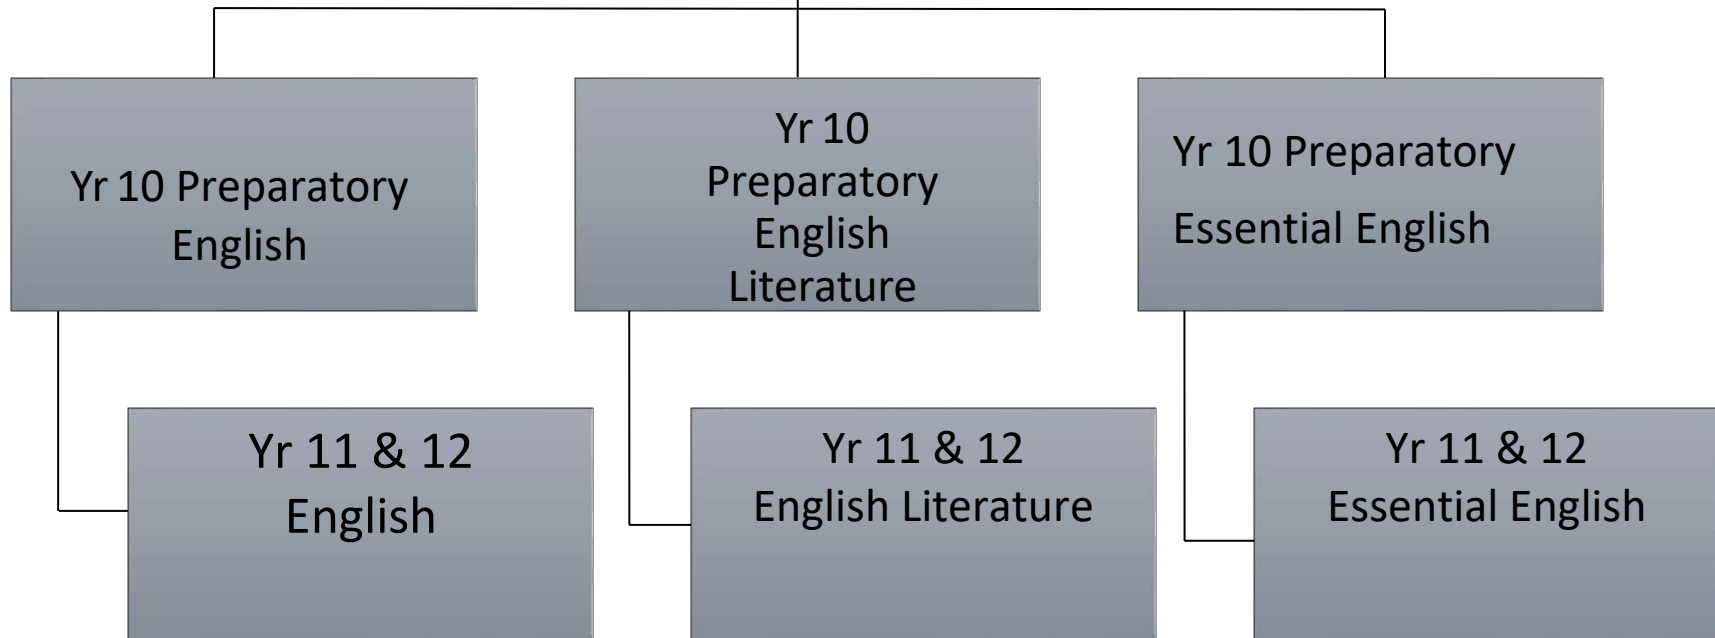 Yr 10 Preparatory
English
Yr 10
Preparatory
English
Literature
Yr 10 Preparatory
Essential English
Yr 11 & 12
English
Yr 11 & 12
English Literature
Yr 11 & 12
Essential English